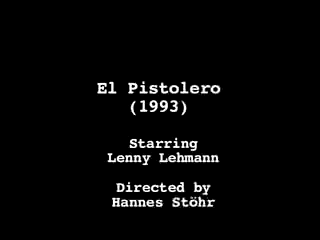 El Pistolero
(1993)
Starring
Lenny Lehmann
Directed by
Hannes Stöhr